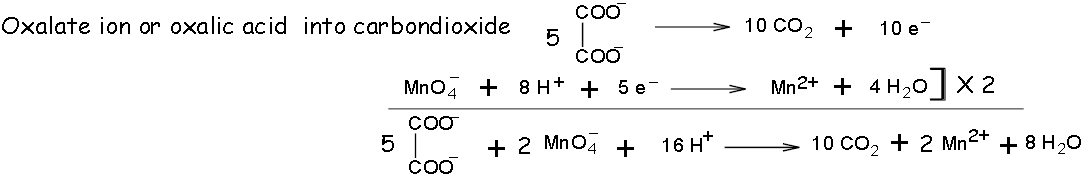 Oxalate ion or oxalic acid into carbondioxide 5 COO⁻ | COO⁻ ⟶ 10 CO₂ + 10 e⁻
MnO₄⁻ + 8 H⁺ + 5 e⁻ ⟶ Mn²⁺ + 4 H₂O ] X 2
5 COO⁻ | COO⁻ + 2 MnO₄⁻ + 16 H⁺ ⟶ 10 CO₂ + 2 Mn²⁺ + 8 H₂O